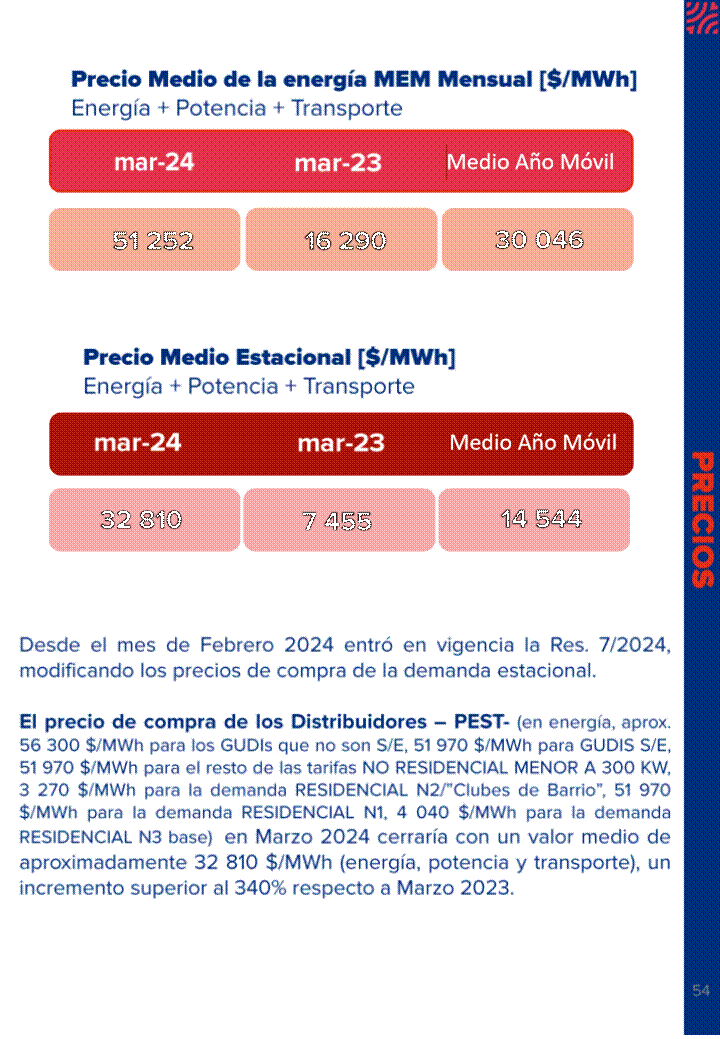 Precio Medio de la energía MEM Mensual [$/MWh]
Energía + Potencia + Transporte
mar-24 mar-23 Medio Año Móvil
51 252 16 290 30 046
Precio Medio Estacional [$/MWh]
Energía + Potencia + Transporte
mar-24 mar-23 Medio Año Móvil
32 810 7 455 14 544
PRECIOS
Desde el mes de Febrero 2024 entró en vigencia la Res. 7/2024,
modificando los precios de compra de la demanda estacional.
El precio de compra de los Distribuidores – PEST- (en energía, aprox.
56 300 $/MWh para los GUDIs que no son S/E, 51 970 $/MWh para GUDIS S/E,
51 970 $/MWh para el resto de las tarifas NO RESIDENCIAL MENOR A 300 KW,
3 270 $/MWh para la demanda RESIDENCIAL N2/"Clubes de Barrio", 51 970
$/MWh para la demanda RESIDENCIAL N1, 4 040 $/MWh para la demanda
RESIDENCIAL N3 base) en Marzo 2024 cerraría con un valor medio de
aproximadamente 32 810 $/MWh (energía, potencia y transporte), un
incremento superior al 340% respecto a Marzo 2023.
54